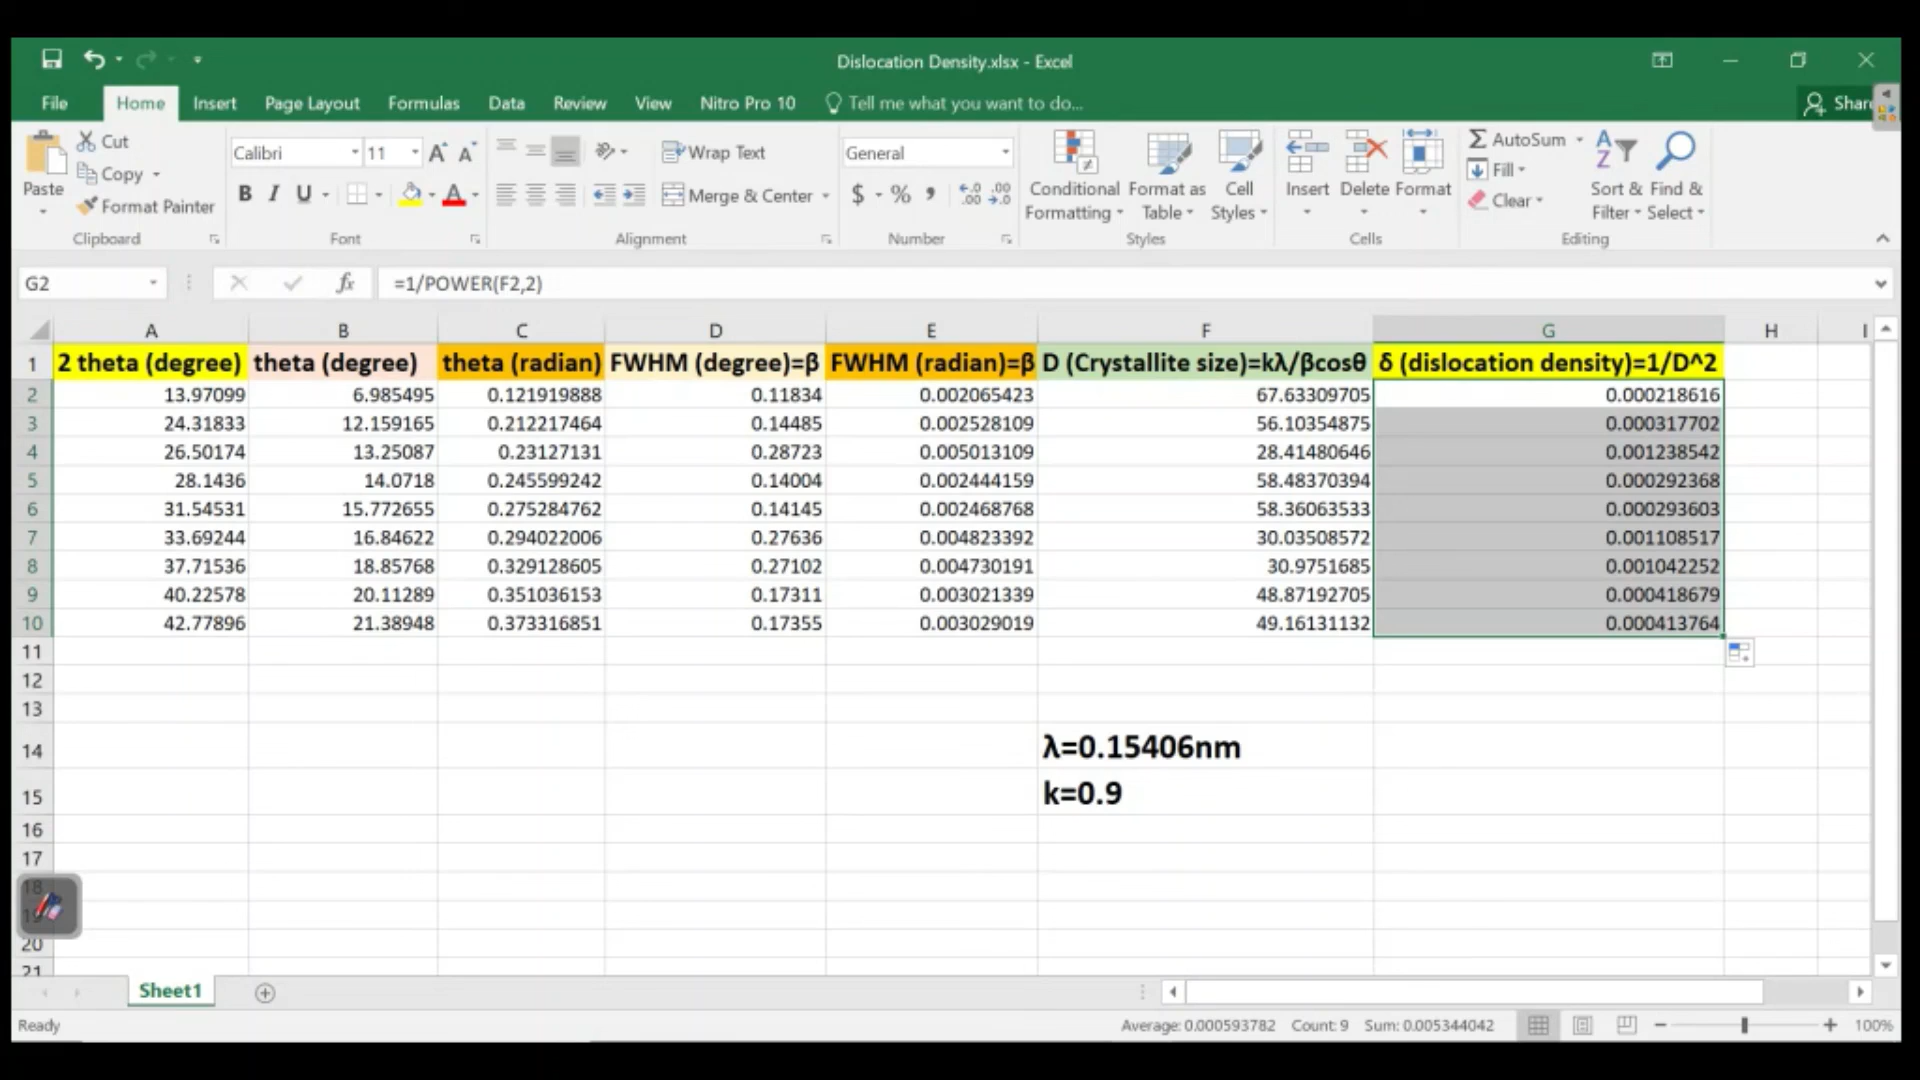 Dislocation Density.xlsx - Excel
File Home Insert Page Layout Formulas Data Review View Nitro Pro 10 Tell me what you want to do... Share
Paste Cut Copy Format Painter Clipboard
Calibri 11 B I U Font
Wrap Text Merge & Center Alignment
General $ % , Number
Conditional Formatting Format as Table Cell Styles Styles
Insert Delete Format Cells
AutoSum Fill Clear Sort & Filter Find & Select Editing
G2 fx =1/POWER(F2,2)
A B C D E F G H I
1 2 theta (degree) theta (degree) theta (radian) FWHM (degree)=β FWHM (radian)=β D (Crystallite size)=kλ/βcosθ δ (dislocation density)=1/D^2
2 13.97099 6.985495 0.121919888 0.11834 0.002065423 67.63309705 0.000218616
3 24.31833 12.159165 0.212217464 0.14485 0.002528109 56.10354875 0.000317702
4 26.50174 13.25087 0.23127131 0.28723 0.005013109 28.41480646 0.001238542
5 28.1436 14.0718 0.245599242 0.14004 0.002444159 58.48370394 0.000292368
6 31.54531 15.772655 0.275284762 0.14145 0.002468768 58.36063533 0.000293603
7 33.69244 16.84622 0.294022006 0.27636 0.004823392 30.03508572 0.001108517
8 37.71536 18.85768 0.329128605 0.27102 0.004730191 30.9751685 0.001042252
9 40.22578 20.11289 0.351036153 0.17311 0.003021339 48.87192705 0.000418679
10 42.77896 21.38948 0.373316851 0.17355 0.003029019 49.16131132 0.000413764
11
12
13
14 λ=0.15406nm
15 k=0.9
16
17
18
19
20
21
Sheet1
Ready Average: 0.000593782 Count: 9 Sum: 0.005344042 100%